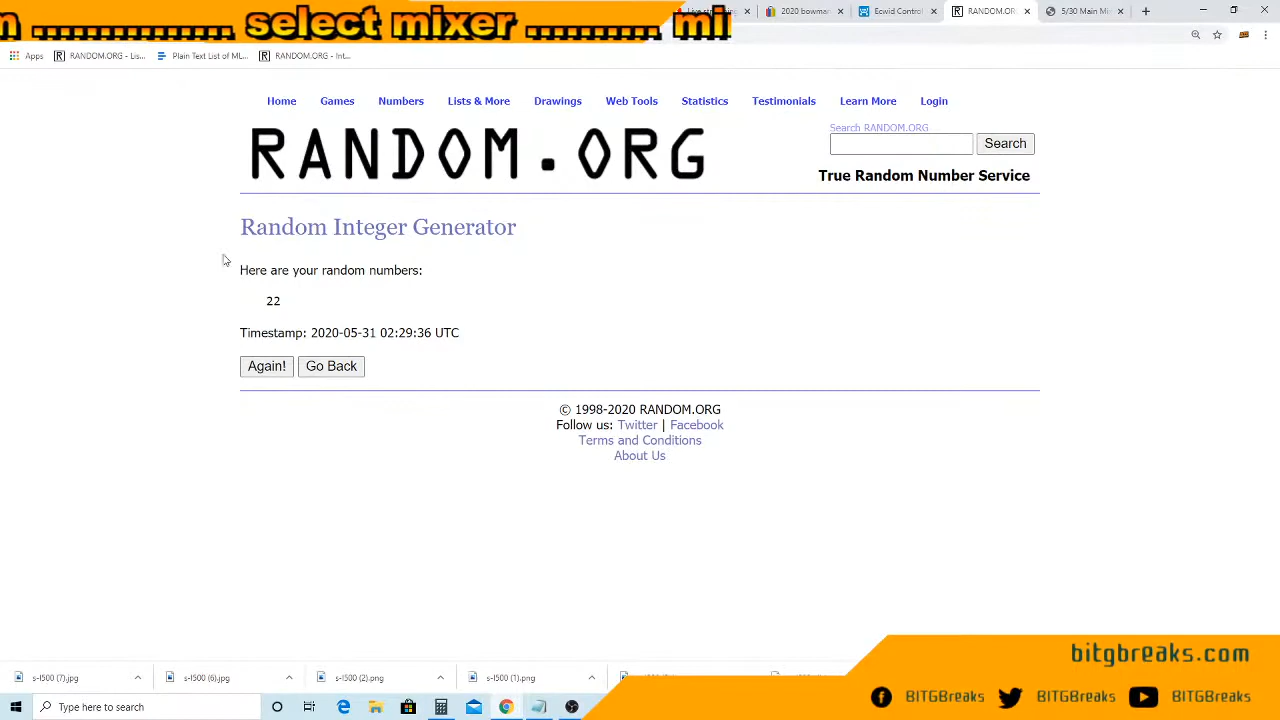 m ............... select mixer .......... mi
Live streaming
2020 bowman
Ecwid Control
RANDOM.ORG
5/30 Main Mi
Apps
RANDOM.ORG - Lis...
Plain Text List of ML...
RANDOM.ORG - Int...
Home Games Numbers Lists & More Drawings Web Tools Statistics Testimonials Learn More Login
RANDOM.ORG
Search RANDOM.ORG
Search
True Random Number Service
Random Integer Generator
Here are your random numbers:
22
Timestamp: 2020-05-31 02:29:36 UTC
Again! Go Back
© 1998-2020 RANDOM.ORG
Follow us: Twitter | Facebook
Terms and Conditions
About Us
bitgbreaks.com
s-l500 (7).jpg
s-l500 (6).jpg
s-l500 (2).png
s-l500 (1).png
BITGBreaks BITGBreaks BITGBreaks
Type here to search